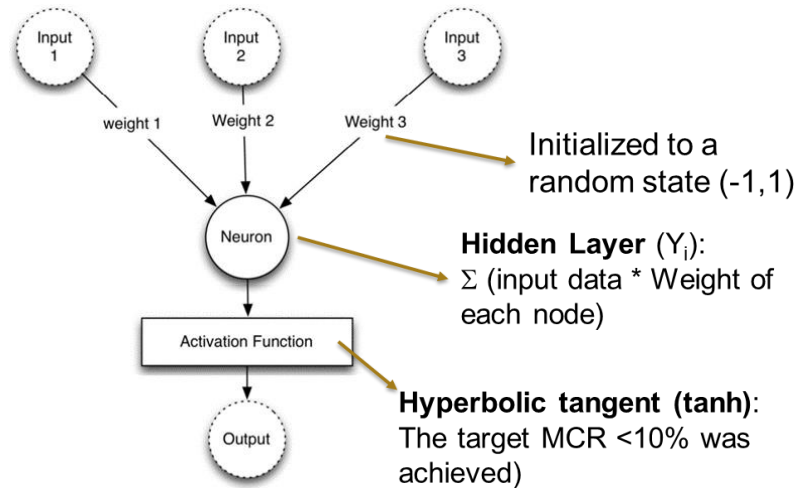 Input
1
Input
2
Input
3
weight 1
Weight 2
Weight 3
Initialized to a
random state (-1,1)
Neuron
Hidden Layer (Yi):
Σ (input data * Weight of
each node)
Activation Function
Hyperbolic tangent (tanh):
The target MCR <10% was
achieved)
Output